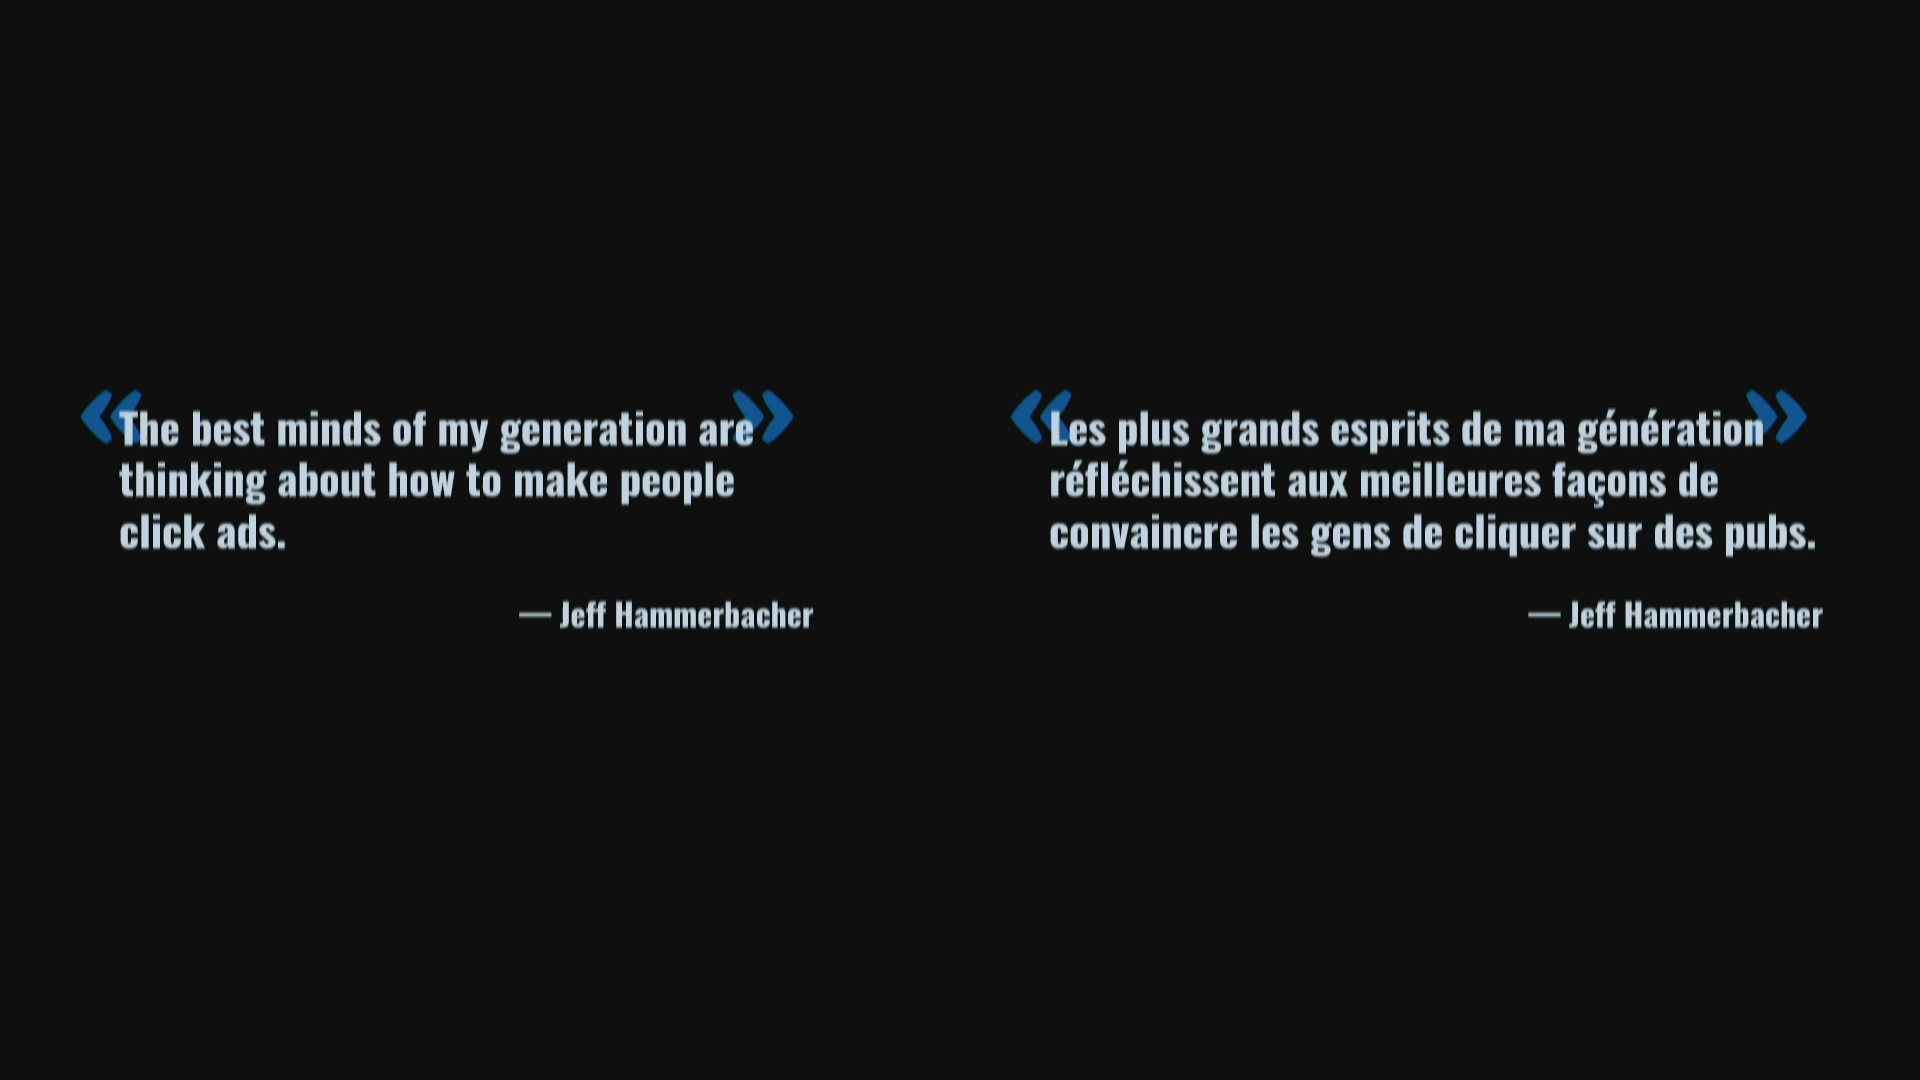 « The best minds of my generation are »
thinking about how to make people
click ads.
— Jeff Hammerbacher
« Les plus grands esprits de ma génération »
réfléchissent aux meilleures façons de
convaincre les gens de cliquer sur des pubs.
— Jeff Hammerbacher